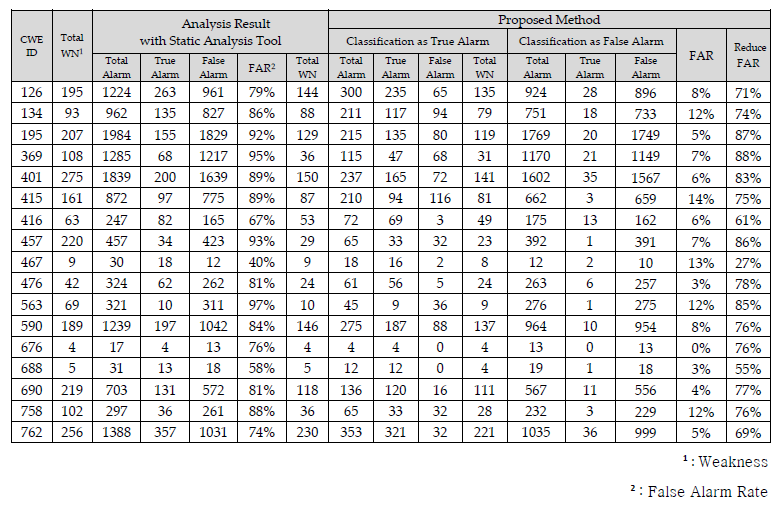 CWE ID Total WN1 Analysis Result with Static Analysis Tool Proposed Method
Classification as True Alarm Classification as False Alarm FAR Reduce FAR
Total Alarm True Alarm False Alarm FAR2 Total WN Total Alarm True Alarm False Alarm Total WN Total Alarm True Alarm False Alarm
126 195 1224 263 961 79% 144 300 235 65 135 924 28 896 8% 71%
134 93 962 135 827 86% 88 211 117 94 79 751 18 733 12% 74%
195 207 1984 155 1829 92% 129 215 135 80 119 1769 20 1749 5% 87%
369 108 1285 68 1217 95% 36 115 47 68 31 1170 21 1149 7% 88%
401 275 1839 200 1639 89% 150 237 165 72 141 1602 35 1567 6% 83%
415 161 872 97 775 89% 87 210 94 116 81 662 3 659 14% 75%
416 63 247 82 165 67% 53 72 69 3 49 175 13 162 6% 61%
457 220 457 34 423 93% 29 65 33 32 23 392 1 391 7% 86%
467 9 30 18 12 40% 9 18 16 2 8 12 2 10 13% 27%
476 42 324 62 262 81% 24 61 56 5 24 263 6 257 3% 78%
563 69 321 10 311 97% 10 45 9 36 9 276 1 275 12% 85%
590 189 1239 197 1042 84% 146 275 187 88 137 964 10 954 8% 76%
676 4 17 4 13 76% 4 4 4 0 4 13 0 13 0% 76%
688 5 31 13 18 58% 5 12 12 0 4 19 1 18 3% 55%
690 219 703 131 572 81% 118 136 120 16 111 567 11 556 4% 77%
758 102 297 36 261 88% 36 65 33 32 28 232 3 229 12% 76%
762 256 1388 357 1031 74% 230 353 321 32 221 1035 36 999 5% 69%
1 : Weakness
2 : False Alarm Rate